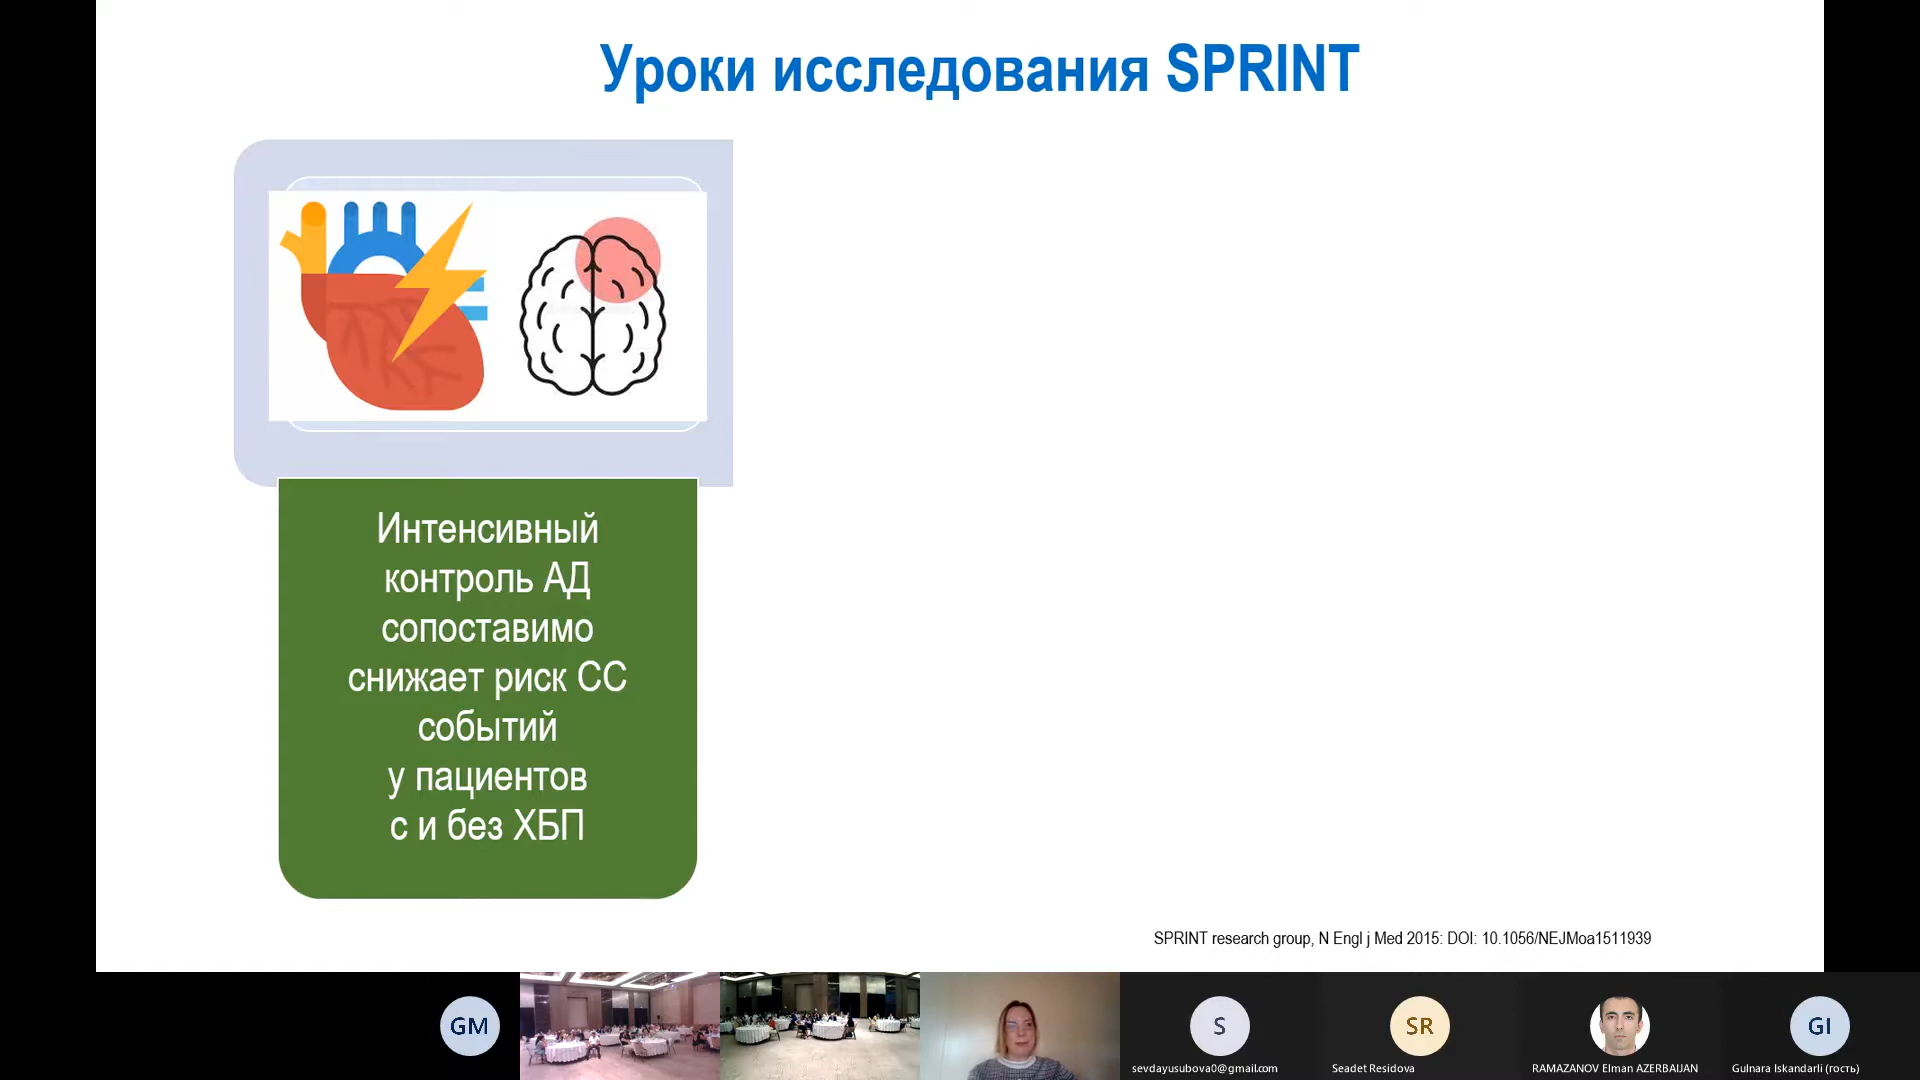 Уроки исследования SPRINT
Интенсивный
контроль АД
сопоставимо
снижает риск СС
событий
у пациентов
с и без ХБП
SPRINT research group, N Engl j Med 2015: DOI: 10.1056/NEJMoa1511939
GM
S
SR
GI
sevdayusubova0@gmail.com
Seadet Residova
RAMAZANOV Elman AZERBAIJAN
Gulnara Iskandarli (гость)